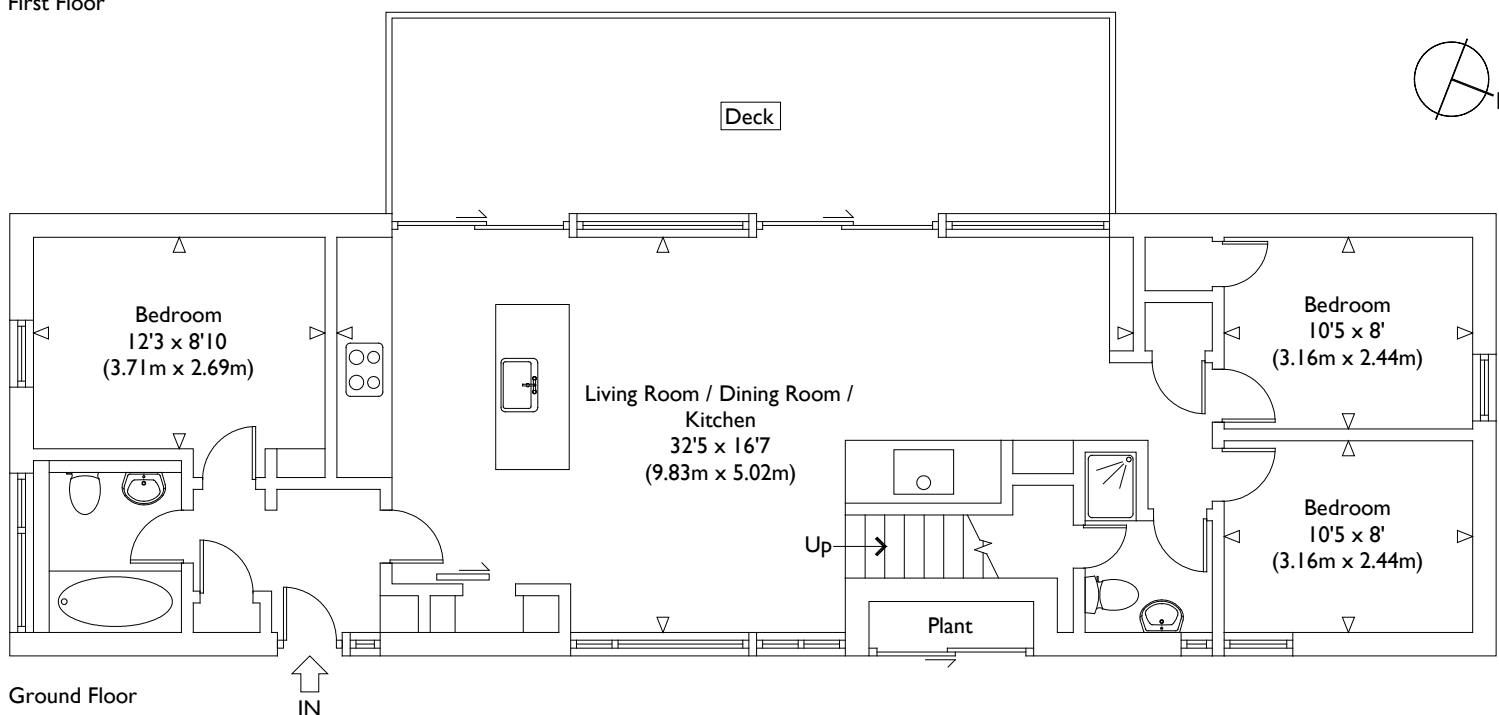 First Floor
Deck
Bedroom
12'3 x 8'10
(3.71m x 2.69m)
Living Room / Dining Room /
Kitchen
32'5 x 16'7
(9.83m x 5.02m)
Bedroom
10'5 x 8'
(3.16m x 2.44m)
Bedroom
10'5 x 8'
(3.16m x 2.44m)
Up
Plant
Ground Floor
IN